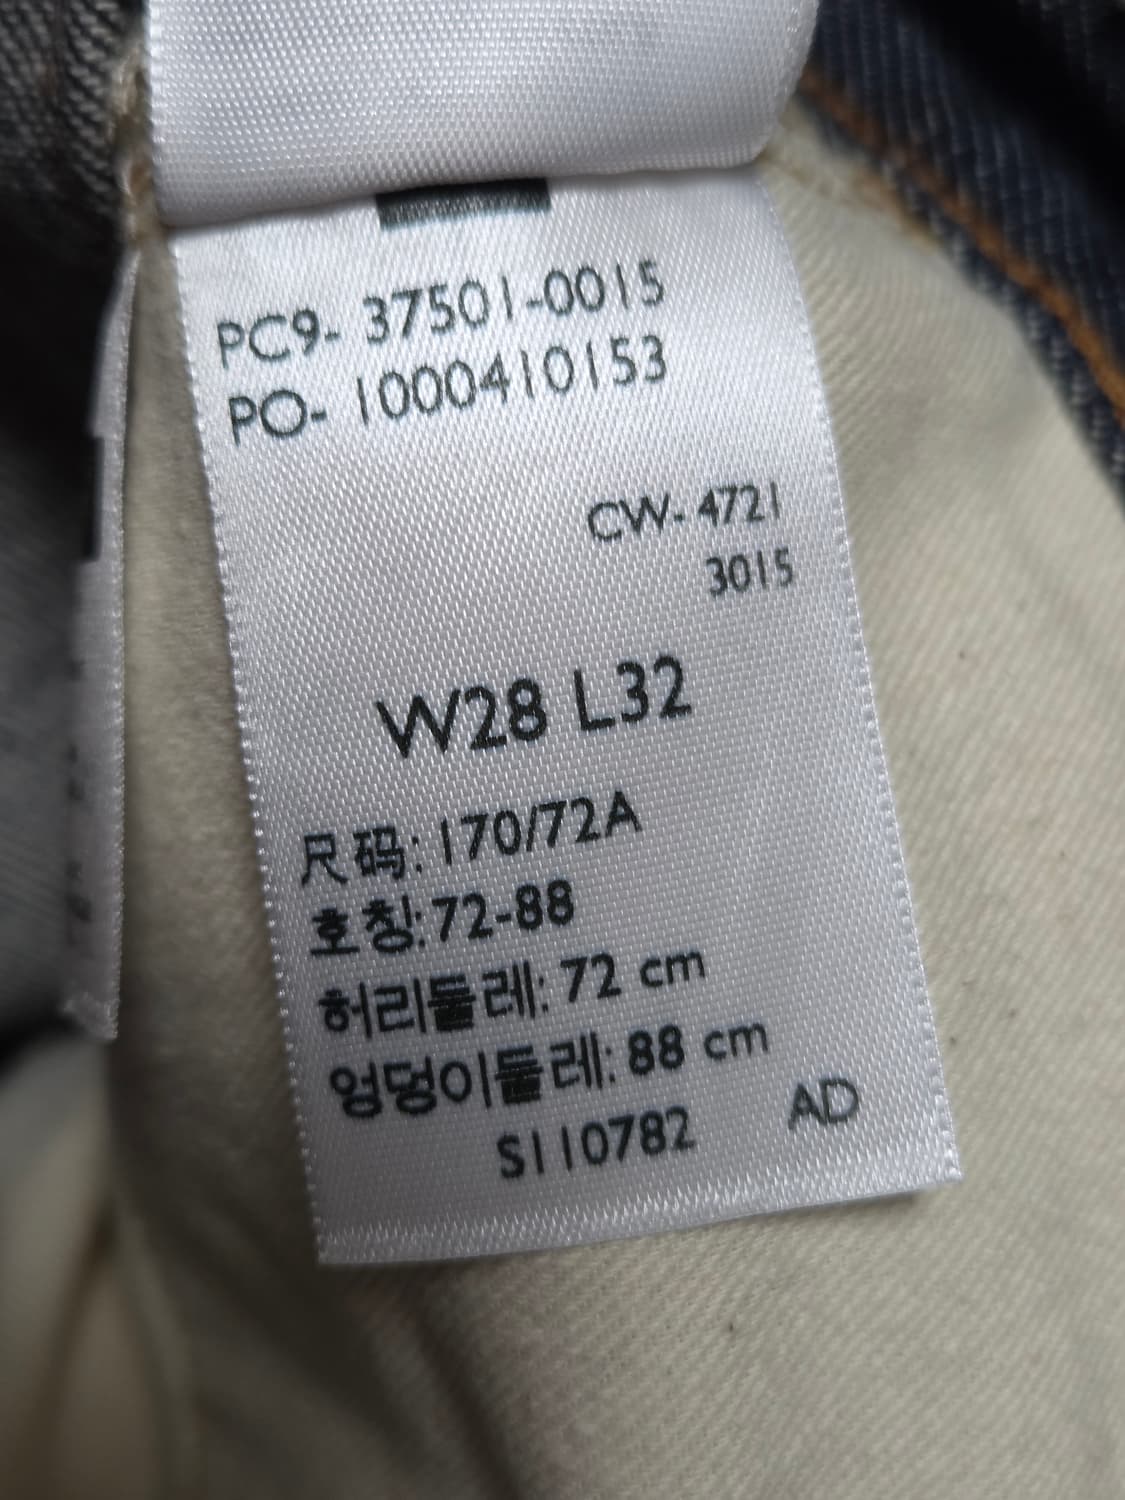 PC9- 37501-0015
PO- 1000410153
CW- 4721
3015
W28 L32
尺码: 170/72A
호칭: 72-88
허리둘레: 72 cm
엉덩이둘레: 88 cm
S110782 AD